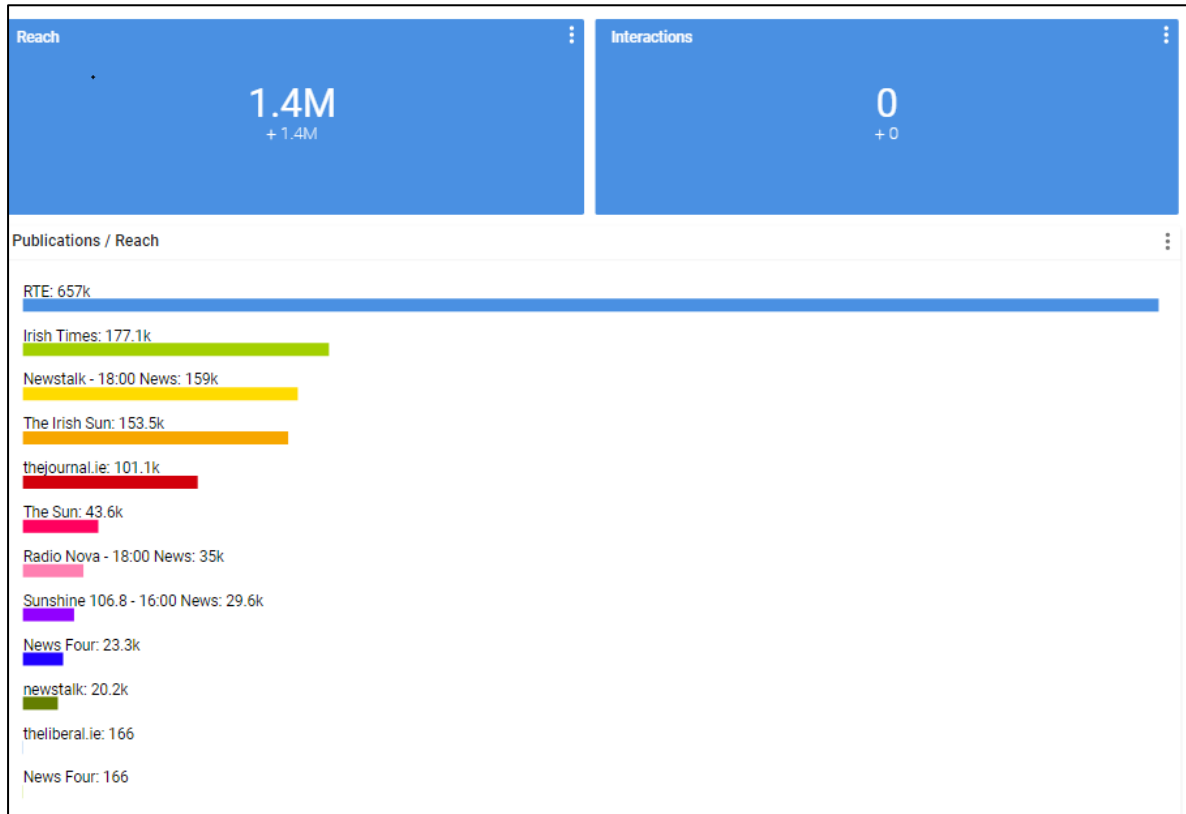 Reach
1.4M
+ 1.4M
Interactions
0
+ 0
Publications / Reach
RTE: 657k
Irish Times: 177.1k
Newstalk - 18:00 News: 159k
The Irish Sun: 153.5k
thejournal.ie: 101.1k
The Sun: 43.6k
Radio Nova - 18:00 News: 35k
Sunshine 106.8 - 16:00 News: 29.6k
News Four: 23.3k
newstalk: 20.2k
theliberal.ie: 166
News Four: 166